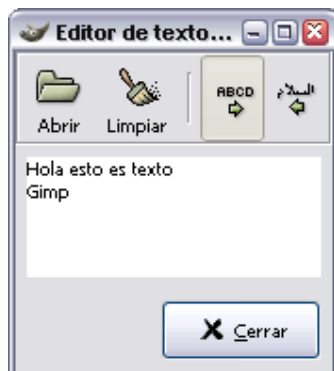 Editor de texto...
ABCD
السلام
Abrir
Limpiar
Hola esto es texto
Gimp
Cerrar